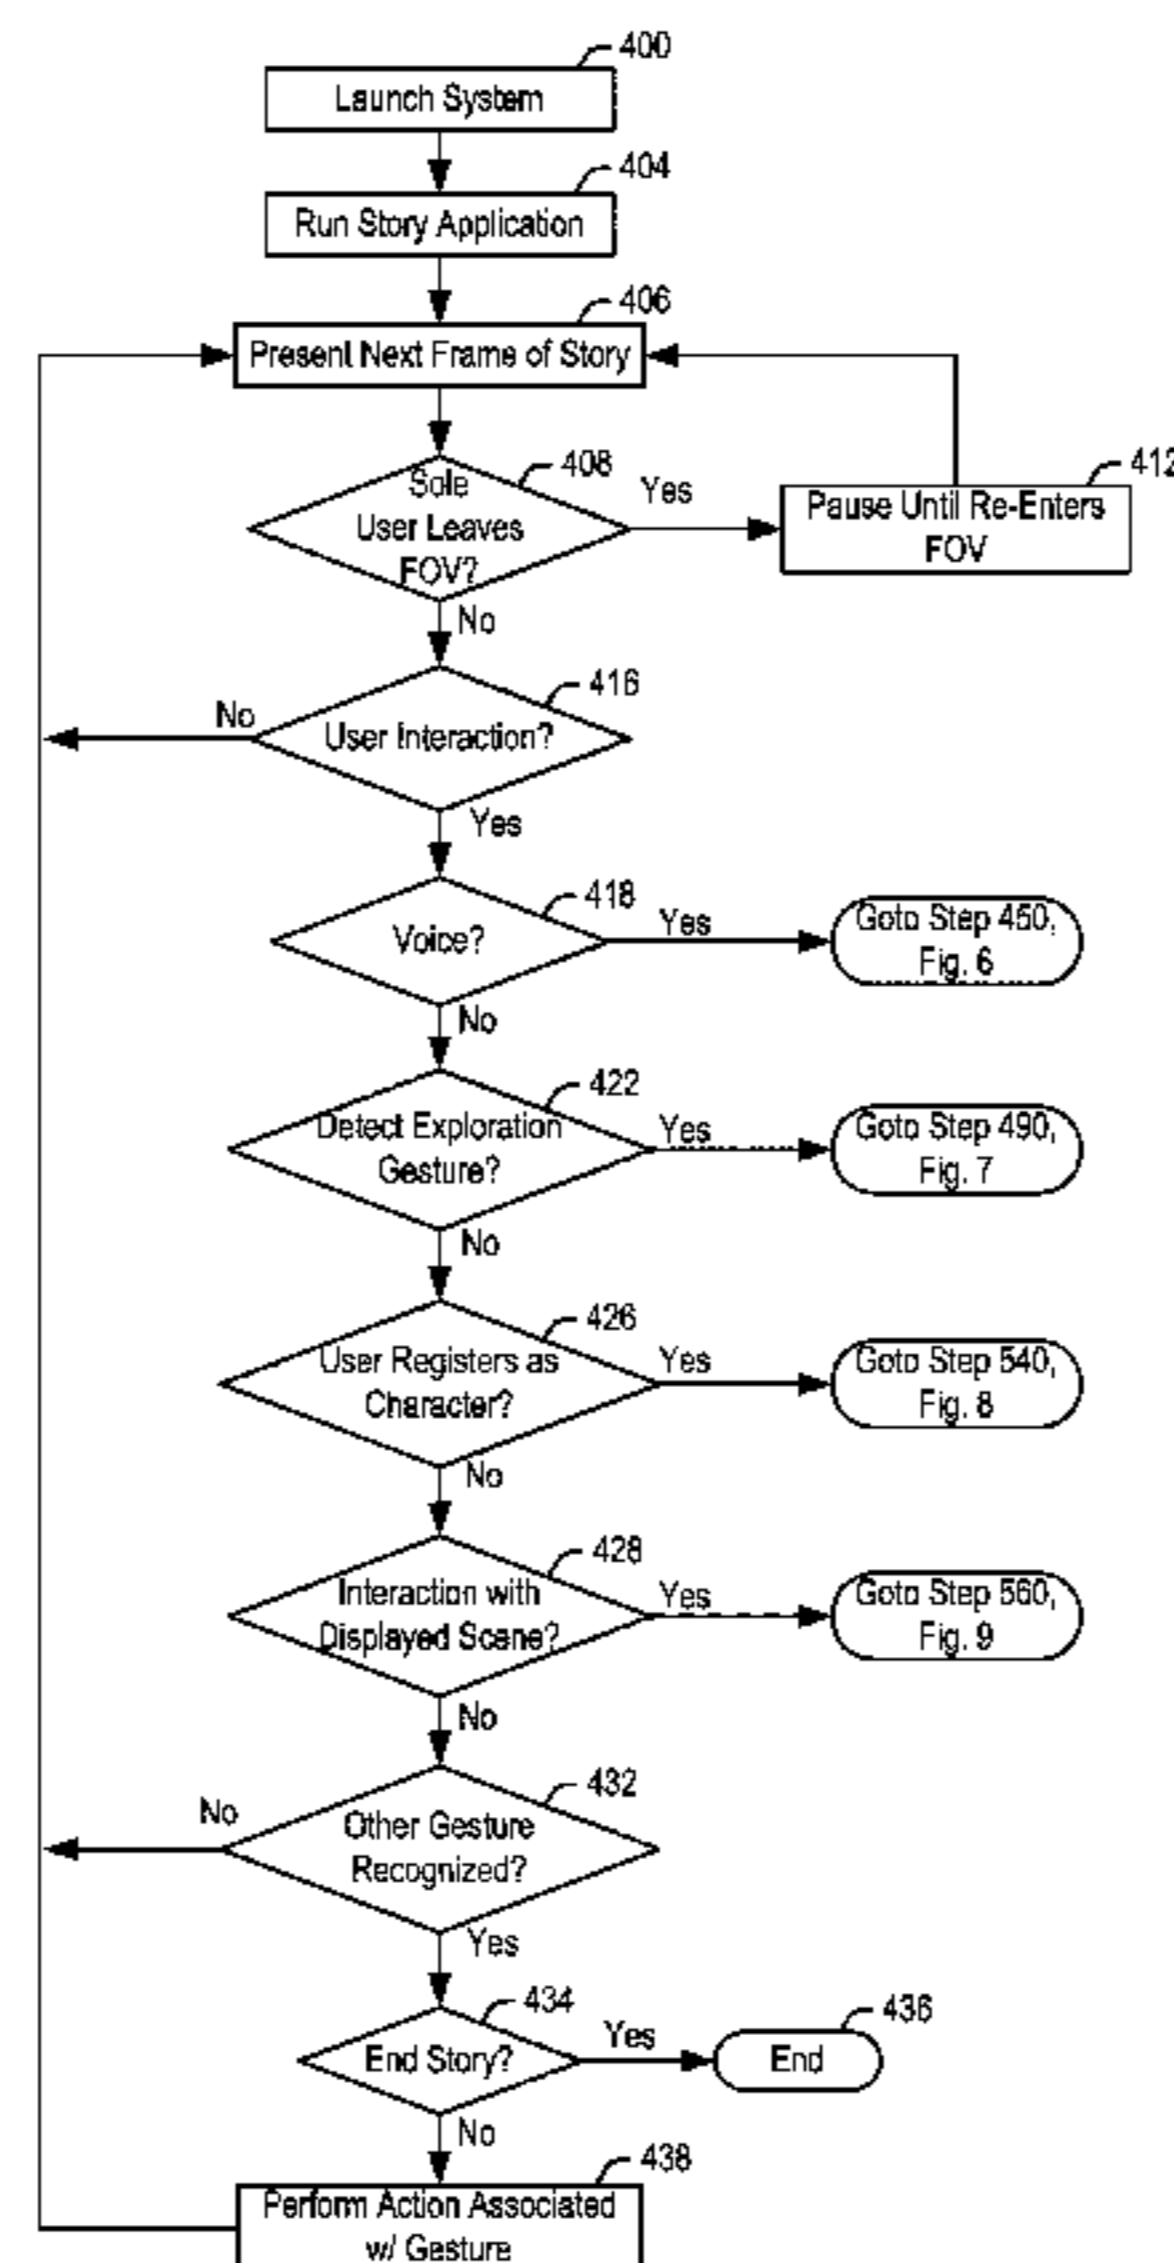 400
Launch System
404
Run Story Application
406
Present Next Frame of Story
408
Sole
User Leaves
FOV?
Yes
412
Pause Until Re-Enters
FOV
No
416
User Interaction?
No
Yes
418
Voice?
Yes
Goto Step 450,
Fig. 6
No
422
Detect Exploration
Gesture?
Yes
Goto Step 490,
Fig. 7
No
426
User Registers as
Character?
Yes
Goto Step 540,
Fig. 8
No
428
Interaction with
Displayed Scene?
Yes
Goto Step 560,
Fig. 9
No
432
Other Gesture
Recognized?
No
Yes
434
End Story?
Yes
436
End
No
438
Perform Action Associated
w/ Gesture